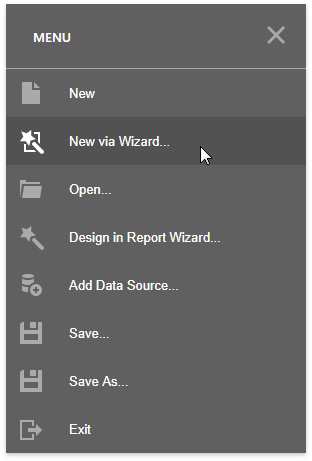 MENU
New
New via Wizard...
Open...
Design in Report Wizard...
Add Data Source...
Save...
Save As...
Exit